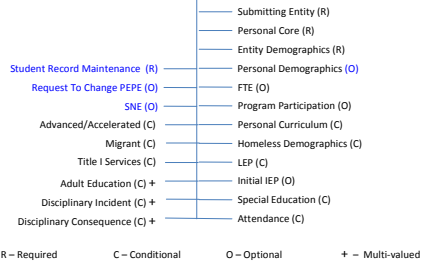 Submitting Entity (R)
Personal Core (R)
Entity Demographics (R)
Student Record Maintenance (R)
Personal Demographics (O)
Request To Change PEPE (O)
FTE (O)
SNE (O)
Program Participation (O)
Advanced/Accelerated (C)
Personal Curriculum (C)
Migrant (C)
Homeless Demographics (C)
Title I Services (C)
LEP (C)
Adult Education (C) +
Initial IEP (O)
Disciplinary Incident (C) +
Special Education (C)
Disciplinary Consequence (C) +
Attendance (C)
R – Required C – Conditional O – Optional + – Multi-valued